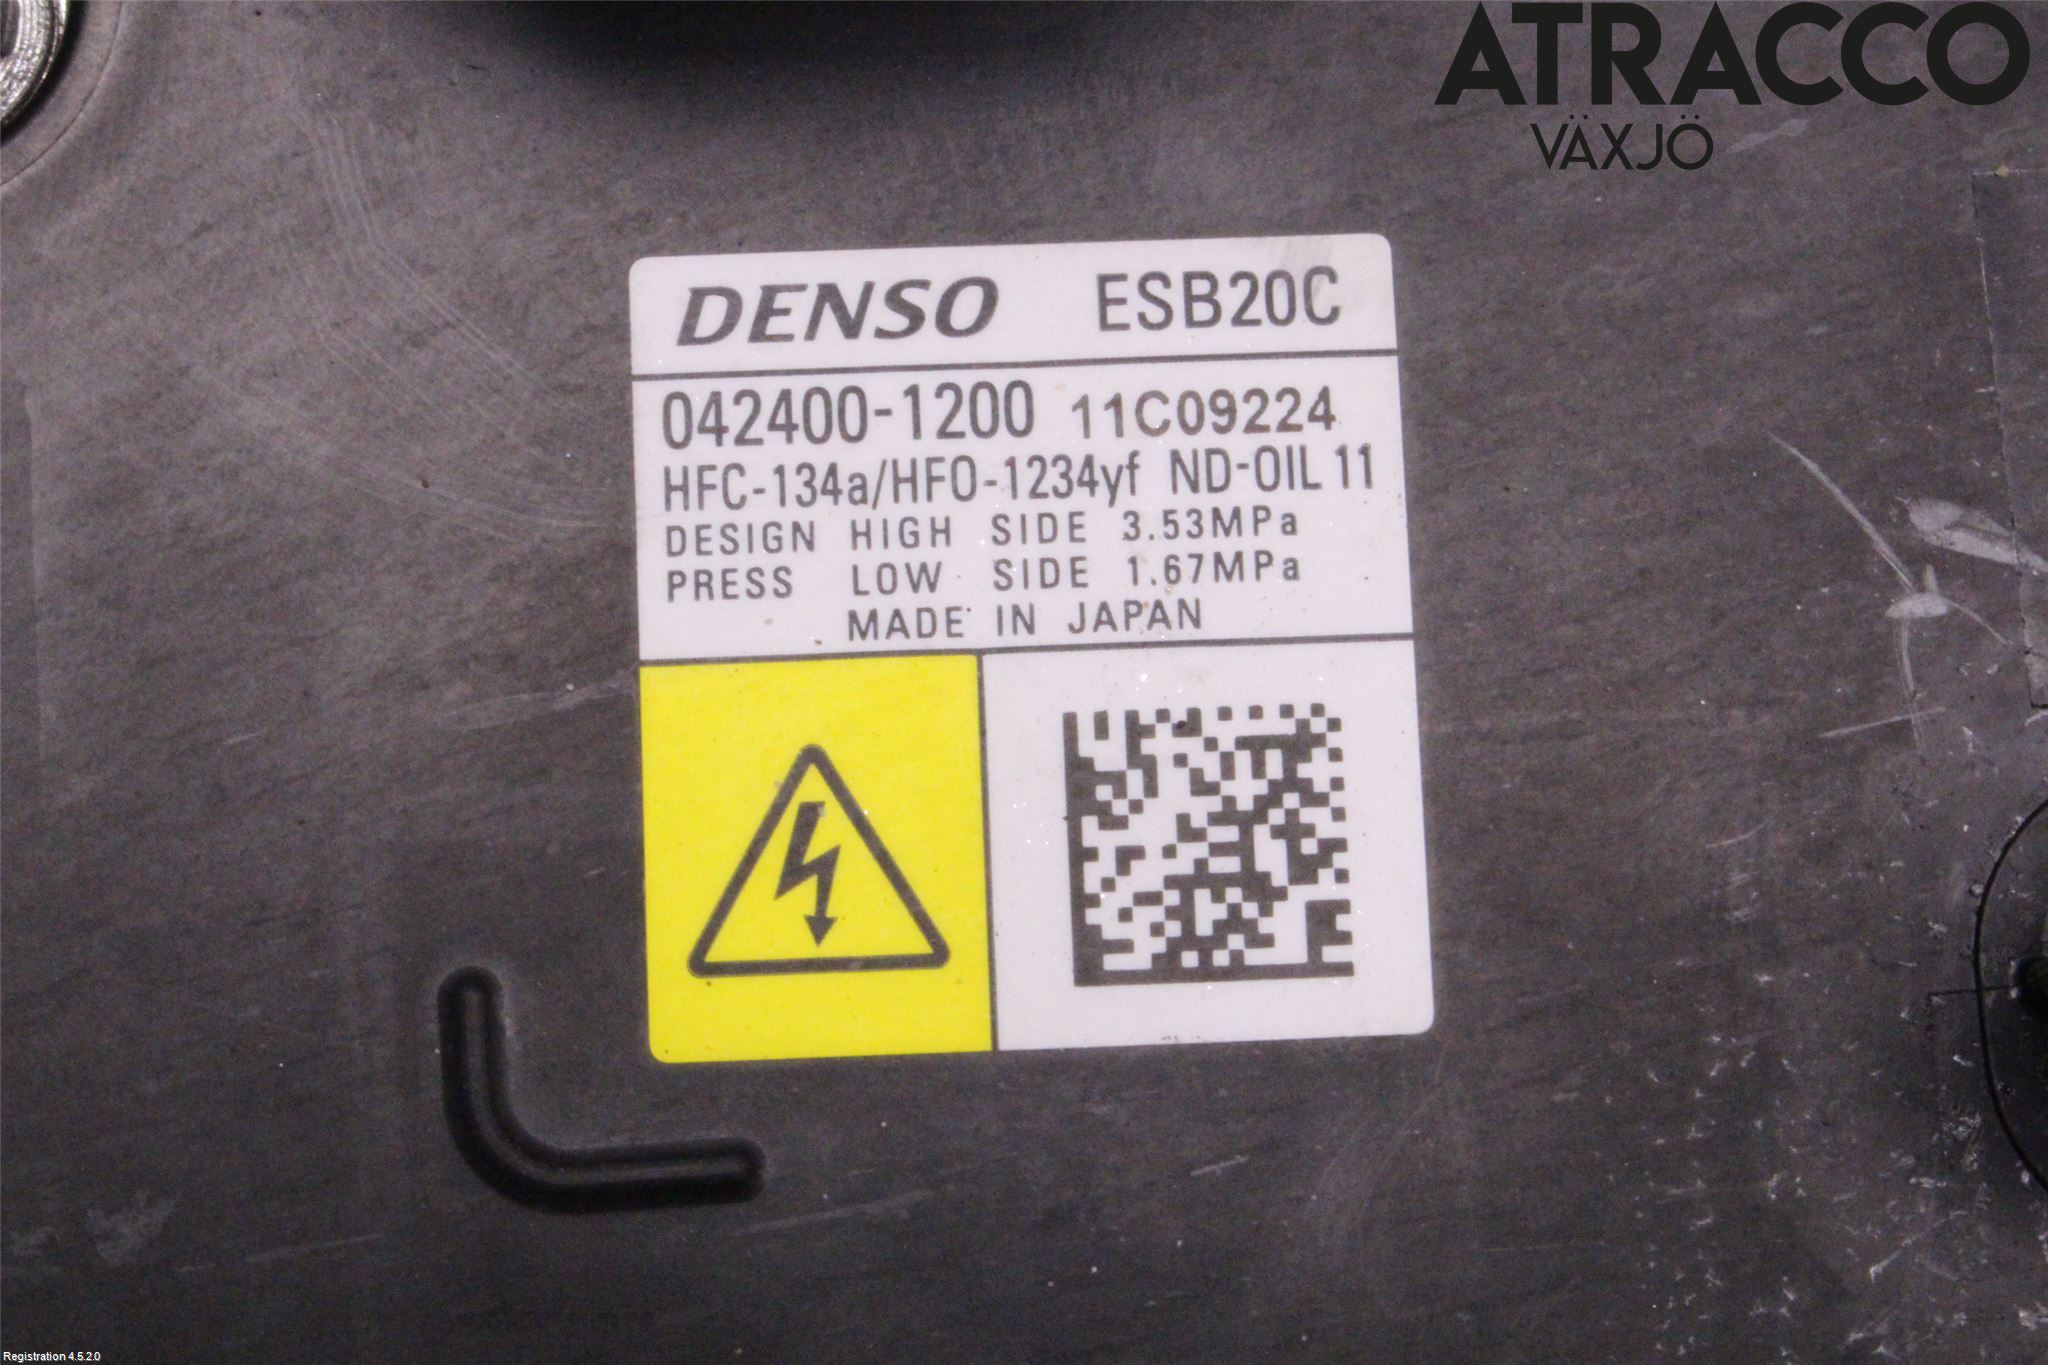 ATRACCO
VÄXJÖ
DENSO ESB20C
042400-1200 11C09224
HFC-134a/HFO-1234yf ND-OIL 11
DESIGN HIGH SIDE 3.53MPa
PRESS LOW SIDE 1.67MPa
MADE IN JAPAN
Registration 4.5.2.0